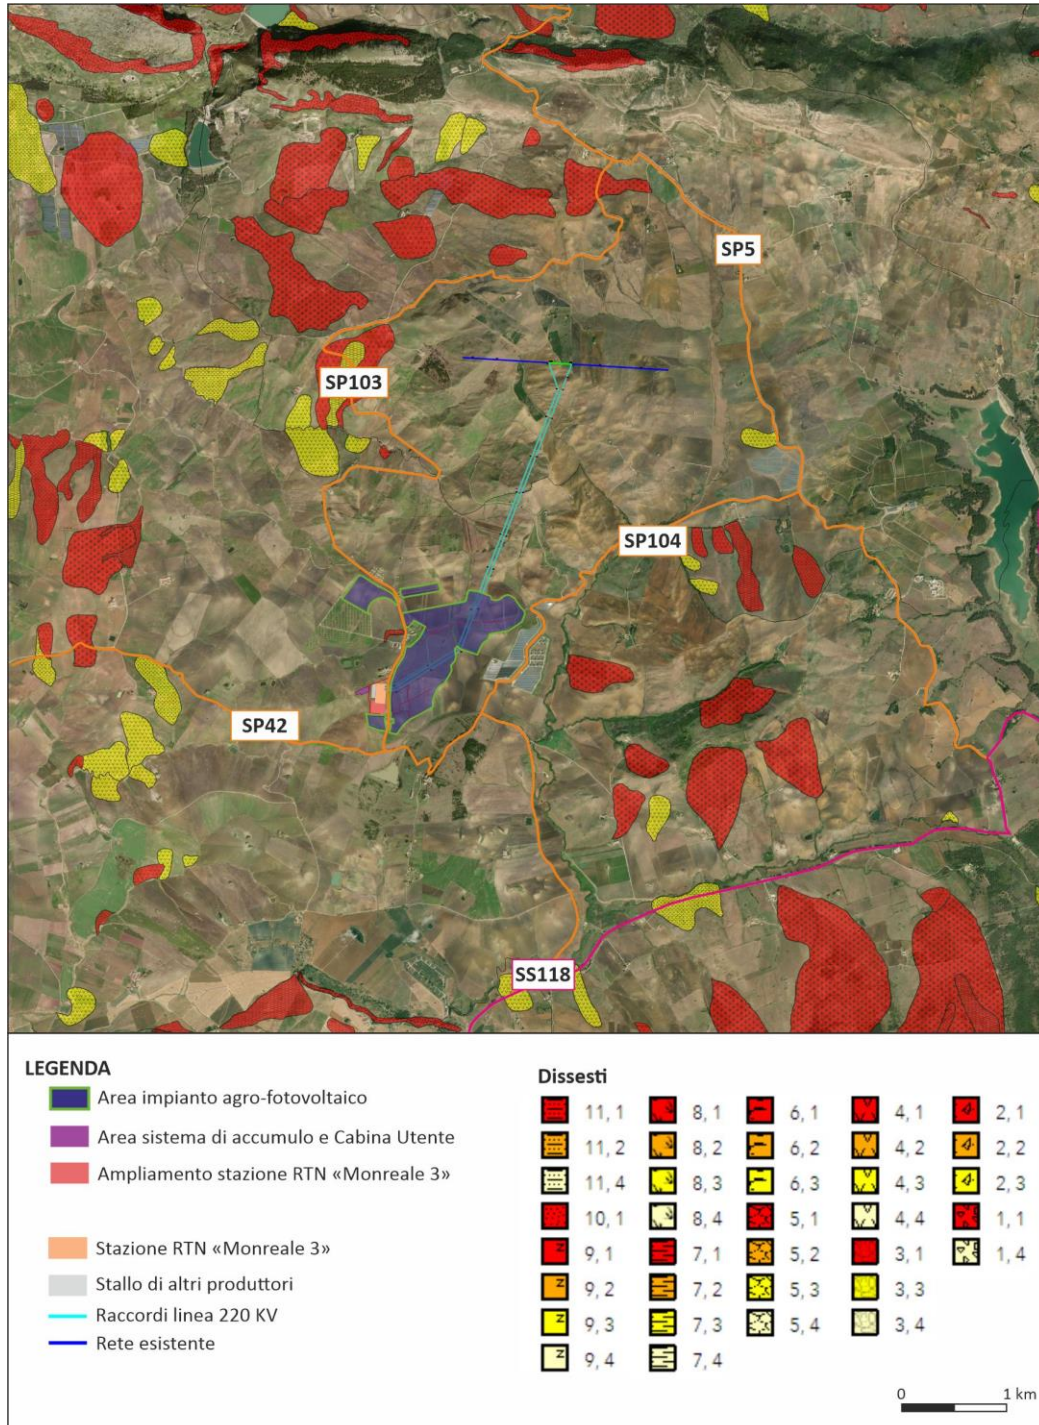 SP5
SP103
SP104
SP42
SS118
LEGENDA
Area impianto agro-fotovoltaico
Area sistema di accumulo e Cabina Utente
Ampliamento stazione RTN «Monreale 3»
Stazione RTN «Monreale 3»
Stallo di altri produttori
Raccordi linea 220 KV
Rete esistente
Dissesti
11, 1 8, 1 6, 1 4, 1 2, 1
11, 2 8, 2 6, 2 4, 2 2, 2
11, 4 8, 3 6, 3 4, 3 2, 3
10, 1 8, 4 5, 1 4, 4 1, 1
z 9, 1 7, 1 5, 2 3, 1 1, 4
z 9, 2 7, 2 5, 3 3, 3
z 9, 3 7, 3 5, 4 3, 4
z 9, 4 7, 4
0 1 km